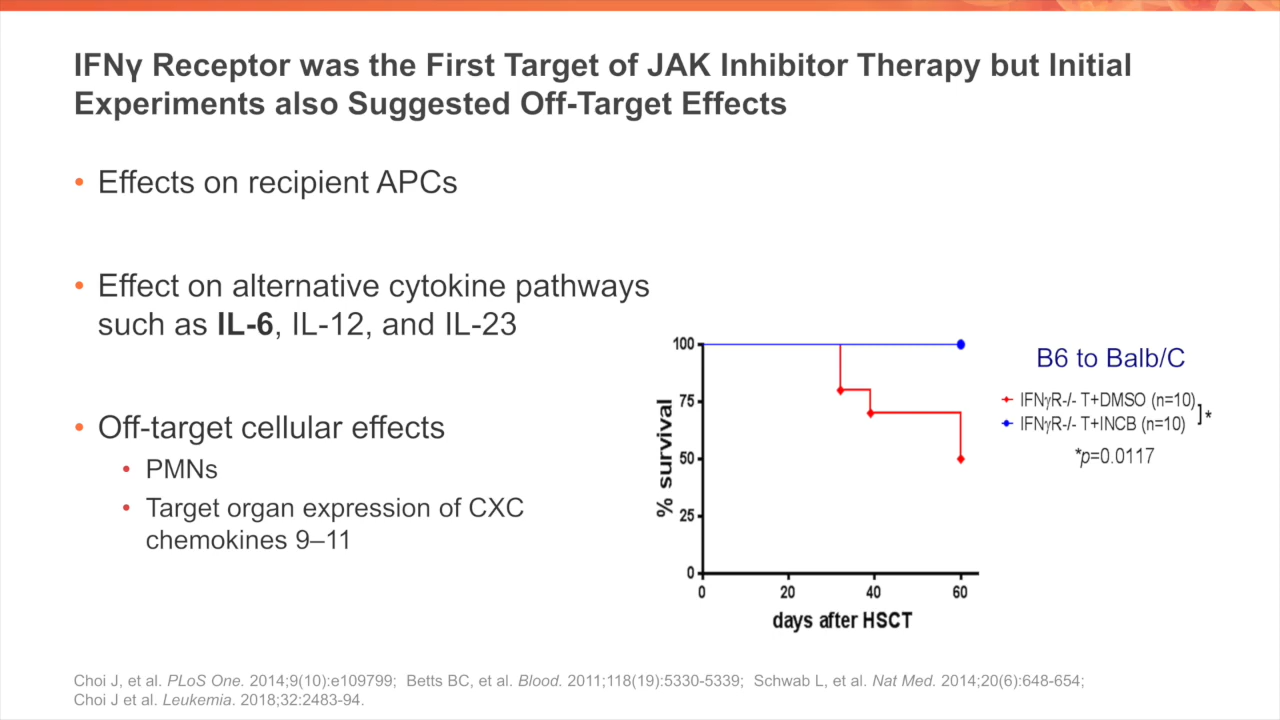 IFNγ Receptor was the First Target of JAK Inhibitor Therapy but Initial
Experiments also Suggested Off-Target Effects
• Effects on recipient APCs
• Effect on alternative cytokine pathways
such as IL-6, IL-12, and IL-23
• Off-target cellular effects
• PMNs
• Target organ expression of CXC
chemokines 9–11
% survival
100
75
50
25
0
0 20 40 60
days after HSCT
B6 to Balb/C
IFNγR-/- T+DMSO (n=10)
IFNγR-/- T+INCB (n=10)
] *
*p=0.0117
Choi J, et al. PLoS One. 2014;9(10):e109799; Betts BC, et al. Blood. 2011;118(19):5330-5339; Schwab L, et al. Nat Med. 2014;20(6):648-654;
Choi J et al. Leukemia. 2018;32:2483-94.